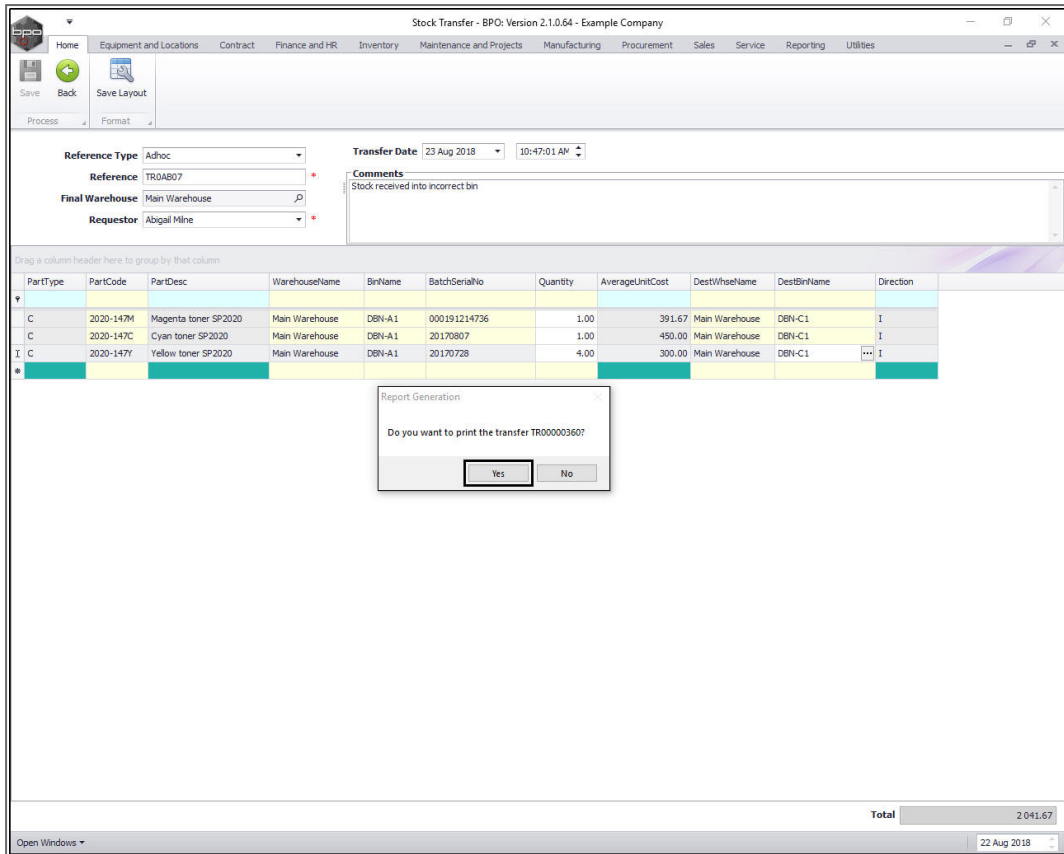 Stock Transfer - BPO: Version 2.1.0.64 - Example Company
bpo
Home Equipment and Locations Contract Finance and HR Inventory Maintenance and Projects Manufacturing Procurement Sales Service Reporting Utilities
Save Back Save Layout
Process Format
Reference Type Adhoc Transfer Date 23 Aug 2018 10:47:01 AM
Reference TR0AB07 * Comments
Stock received into incorrect bin
Final Warehouse Main Warehouse
Requestor Abigail Milne *
Drag a column header here to group by that column
PartType PartCode PartDesc WarehouseName BinName BatchSerialNo Quantity AverageUnitCost DestWhseName DestBinName Direction
C 2020-147M Magenta toner SP2020 Main Warehouse DBN-A1 000191214736 1.00 391.67 Main Warehouse DBN-C1 I
C 2020-147C Cyan toner SP2020 Main Warehouse DBN-A1 20170807 1.00 450.00 Main Warehouse DBN-C1 I
C 2020-147Y Yellow toner SP2020 Main Warehouse DBN-A1 20170728 4.00 300.00 Main Warehouse DBN-C1 ... I
Report Generation
Do you want to print the transfer TR00000360?
Yes No
Total 2 041.67
Open Windows 22 Aug 2018